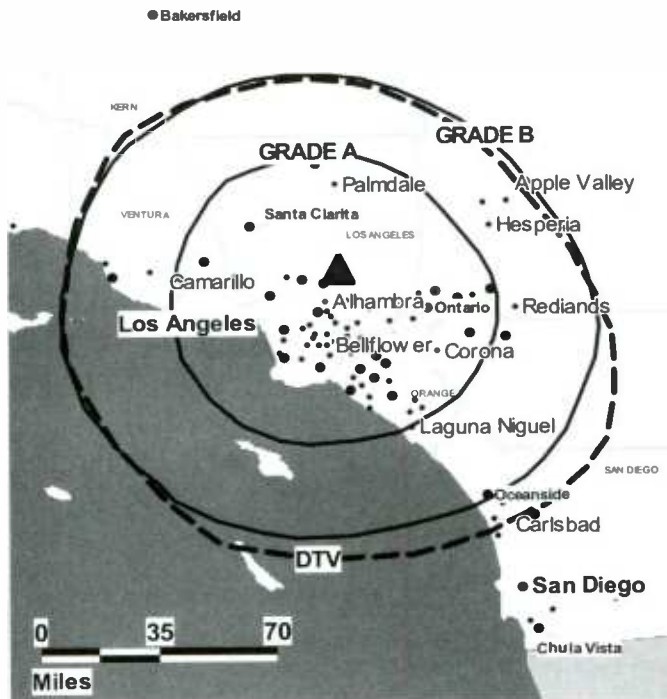 Bakersfield
KERN
GRADE B
GRADE A
Palmdale
Apple Valley
Santa Clarita
VENTURA
Hesperia
LOS ANGELES
Camarillo
Alhambra
Ontario
Rediands
Los Angeles
Bellflower
Corona
ORANGE
Laguna Niguel
SAN DIEGO
Oceanside
Carlsbad
DTV
San Diego
0 35 70
Chula Vista
Miles